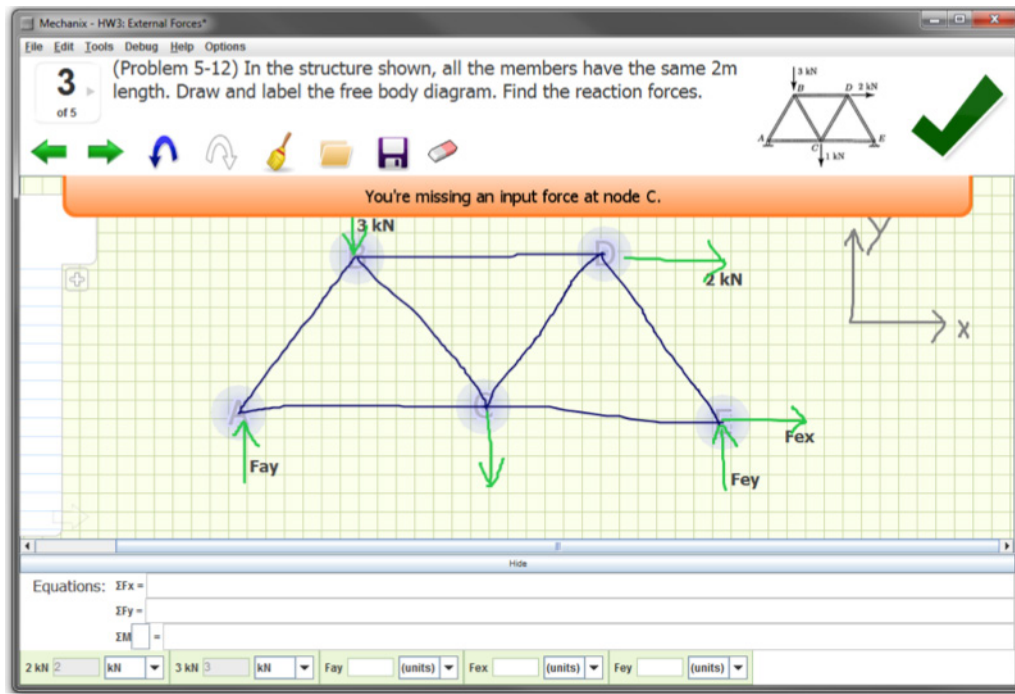 Mechanix - HW3: External Forces*
File Edit Tools Debug Help Options
3
of 5
(Problem 5-12) In the structure shown, all the members have the same 2m
length. Draw and label the free body diagram. Find the reaction forces.
3 kN
B
D 2 kN
A
C
E
1 kN
You're missing an input force at node C.
3 kN
y
B
D
2 kN
x
A
C
E
Fex
Fay
Fey
Hide
Equations: ΣFx =
ΣFy =
ΣM =
2 kN 2 kN 3 kN 3 kN Fay (units) Fex (units) Fey (units)